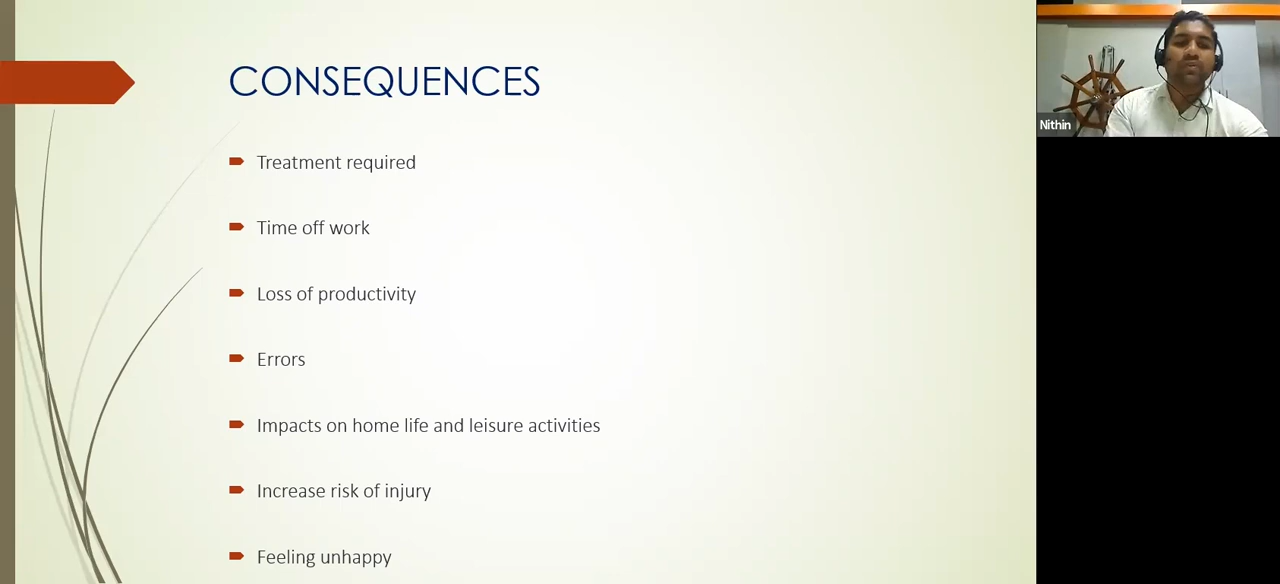 CONSEQUENCES
Treatment required
Time off work
Loss of productivity
Errors
Impacts on home life and leisure activities
Increase risk of injury
Feeling unhappy
Nithin